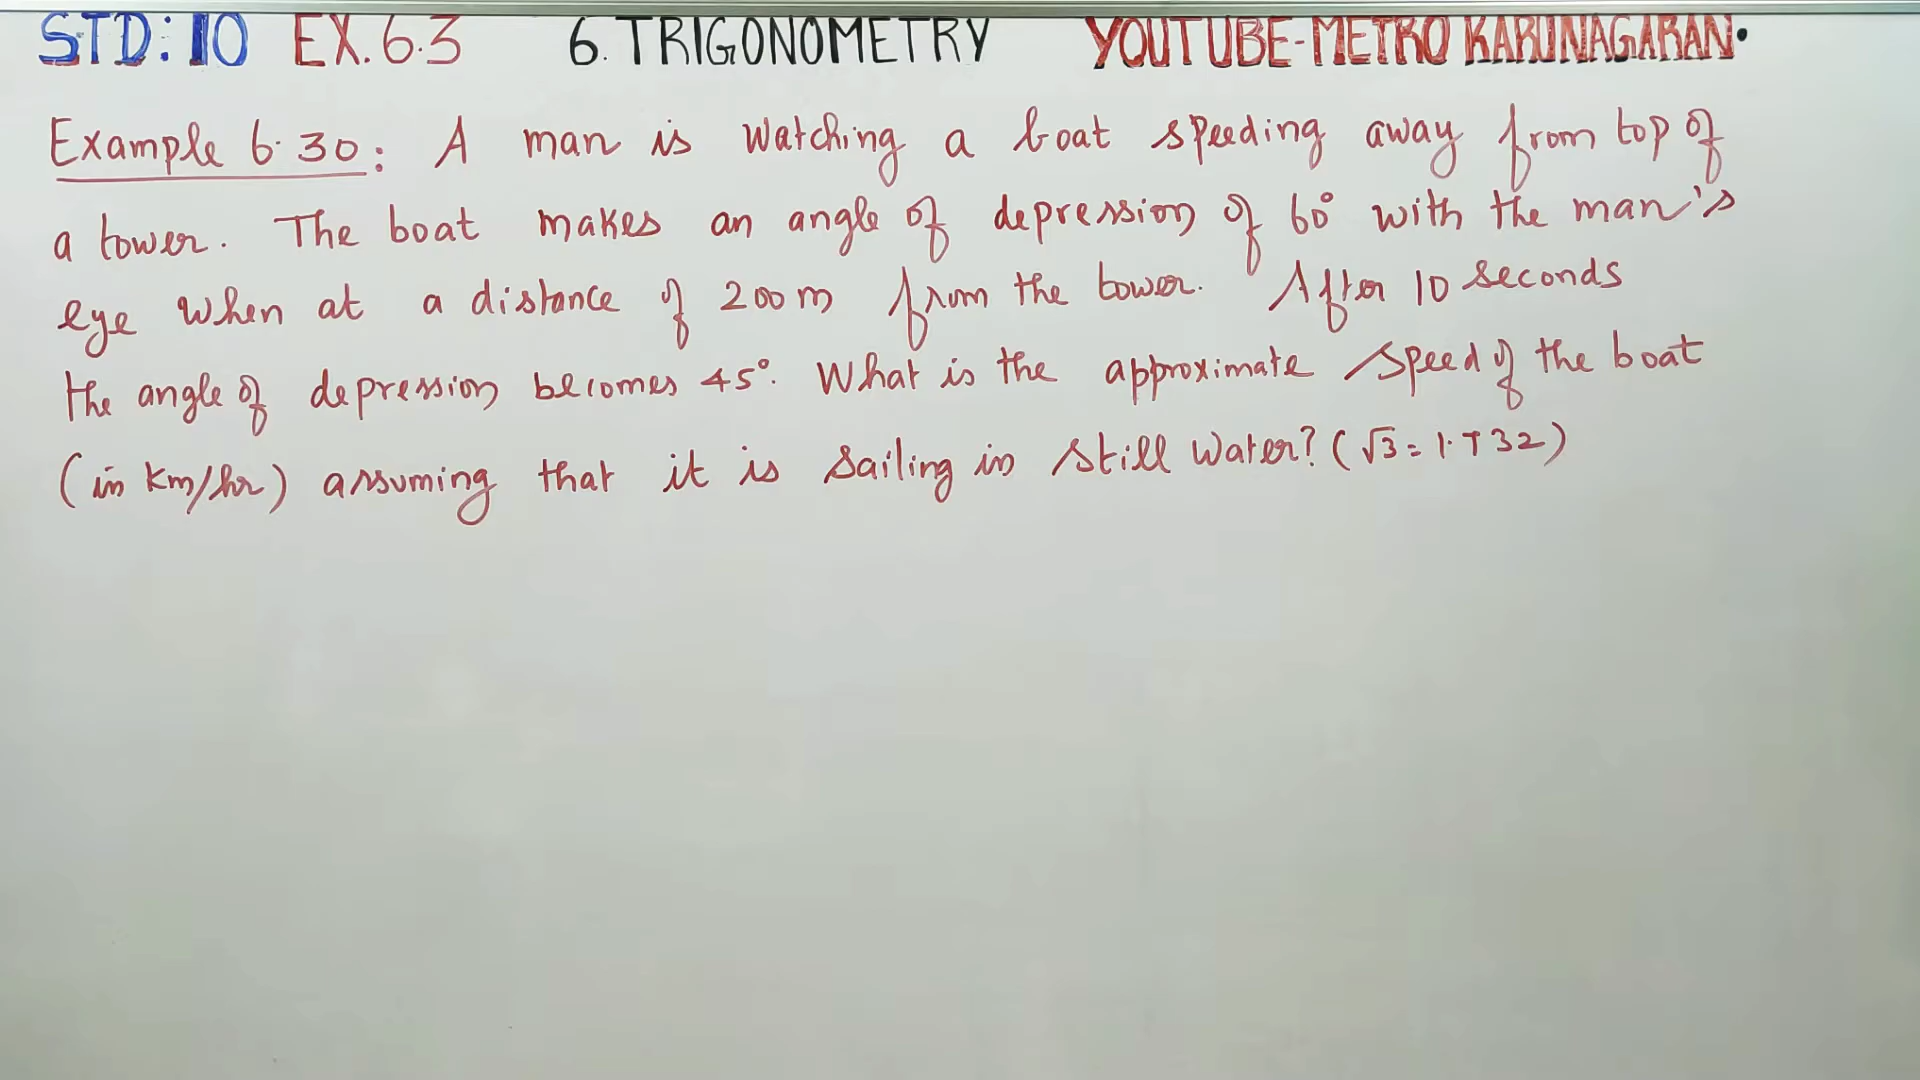 STD: 10 EX. 6.3 6. TRIGONOMETRY YOUTUBE-METRO KARUNAGARAN.
Example 6.30: A man is watching a boat speeding away from top of
a tower. The boat makes an angle of depression of 60° with the man's
eye when at a distance of 200m from the tower. After 10 seconds
the angle of depression becomes 45°. What is the approximate speed of the boat
(in km/hr) assuming that it is sailing in still water? (√3 = 1.732)